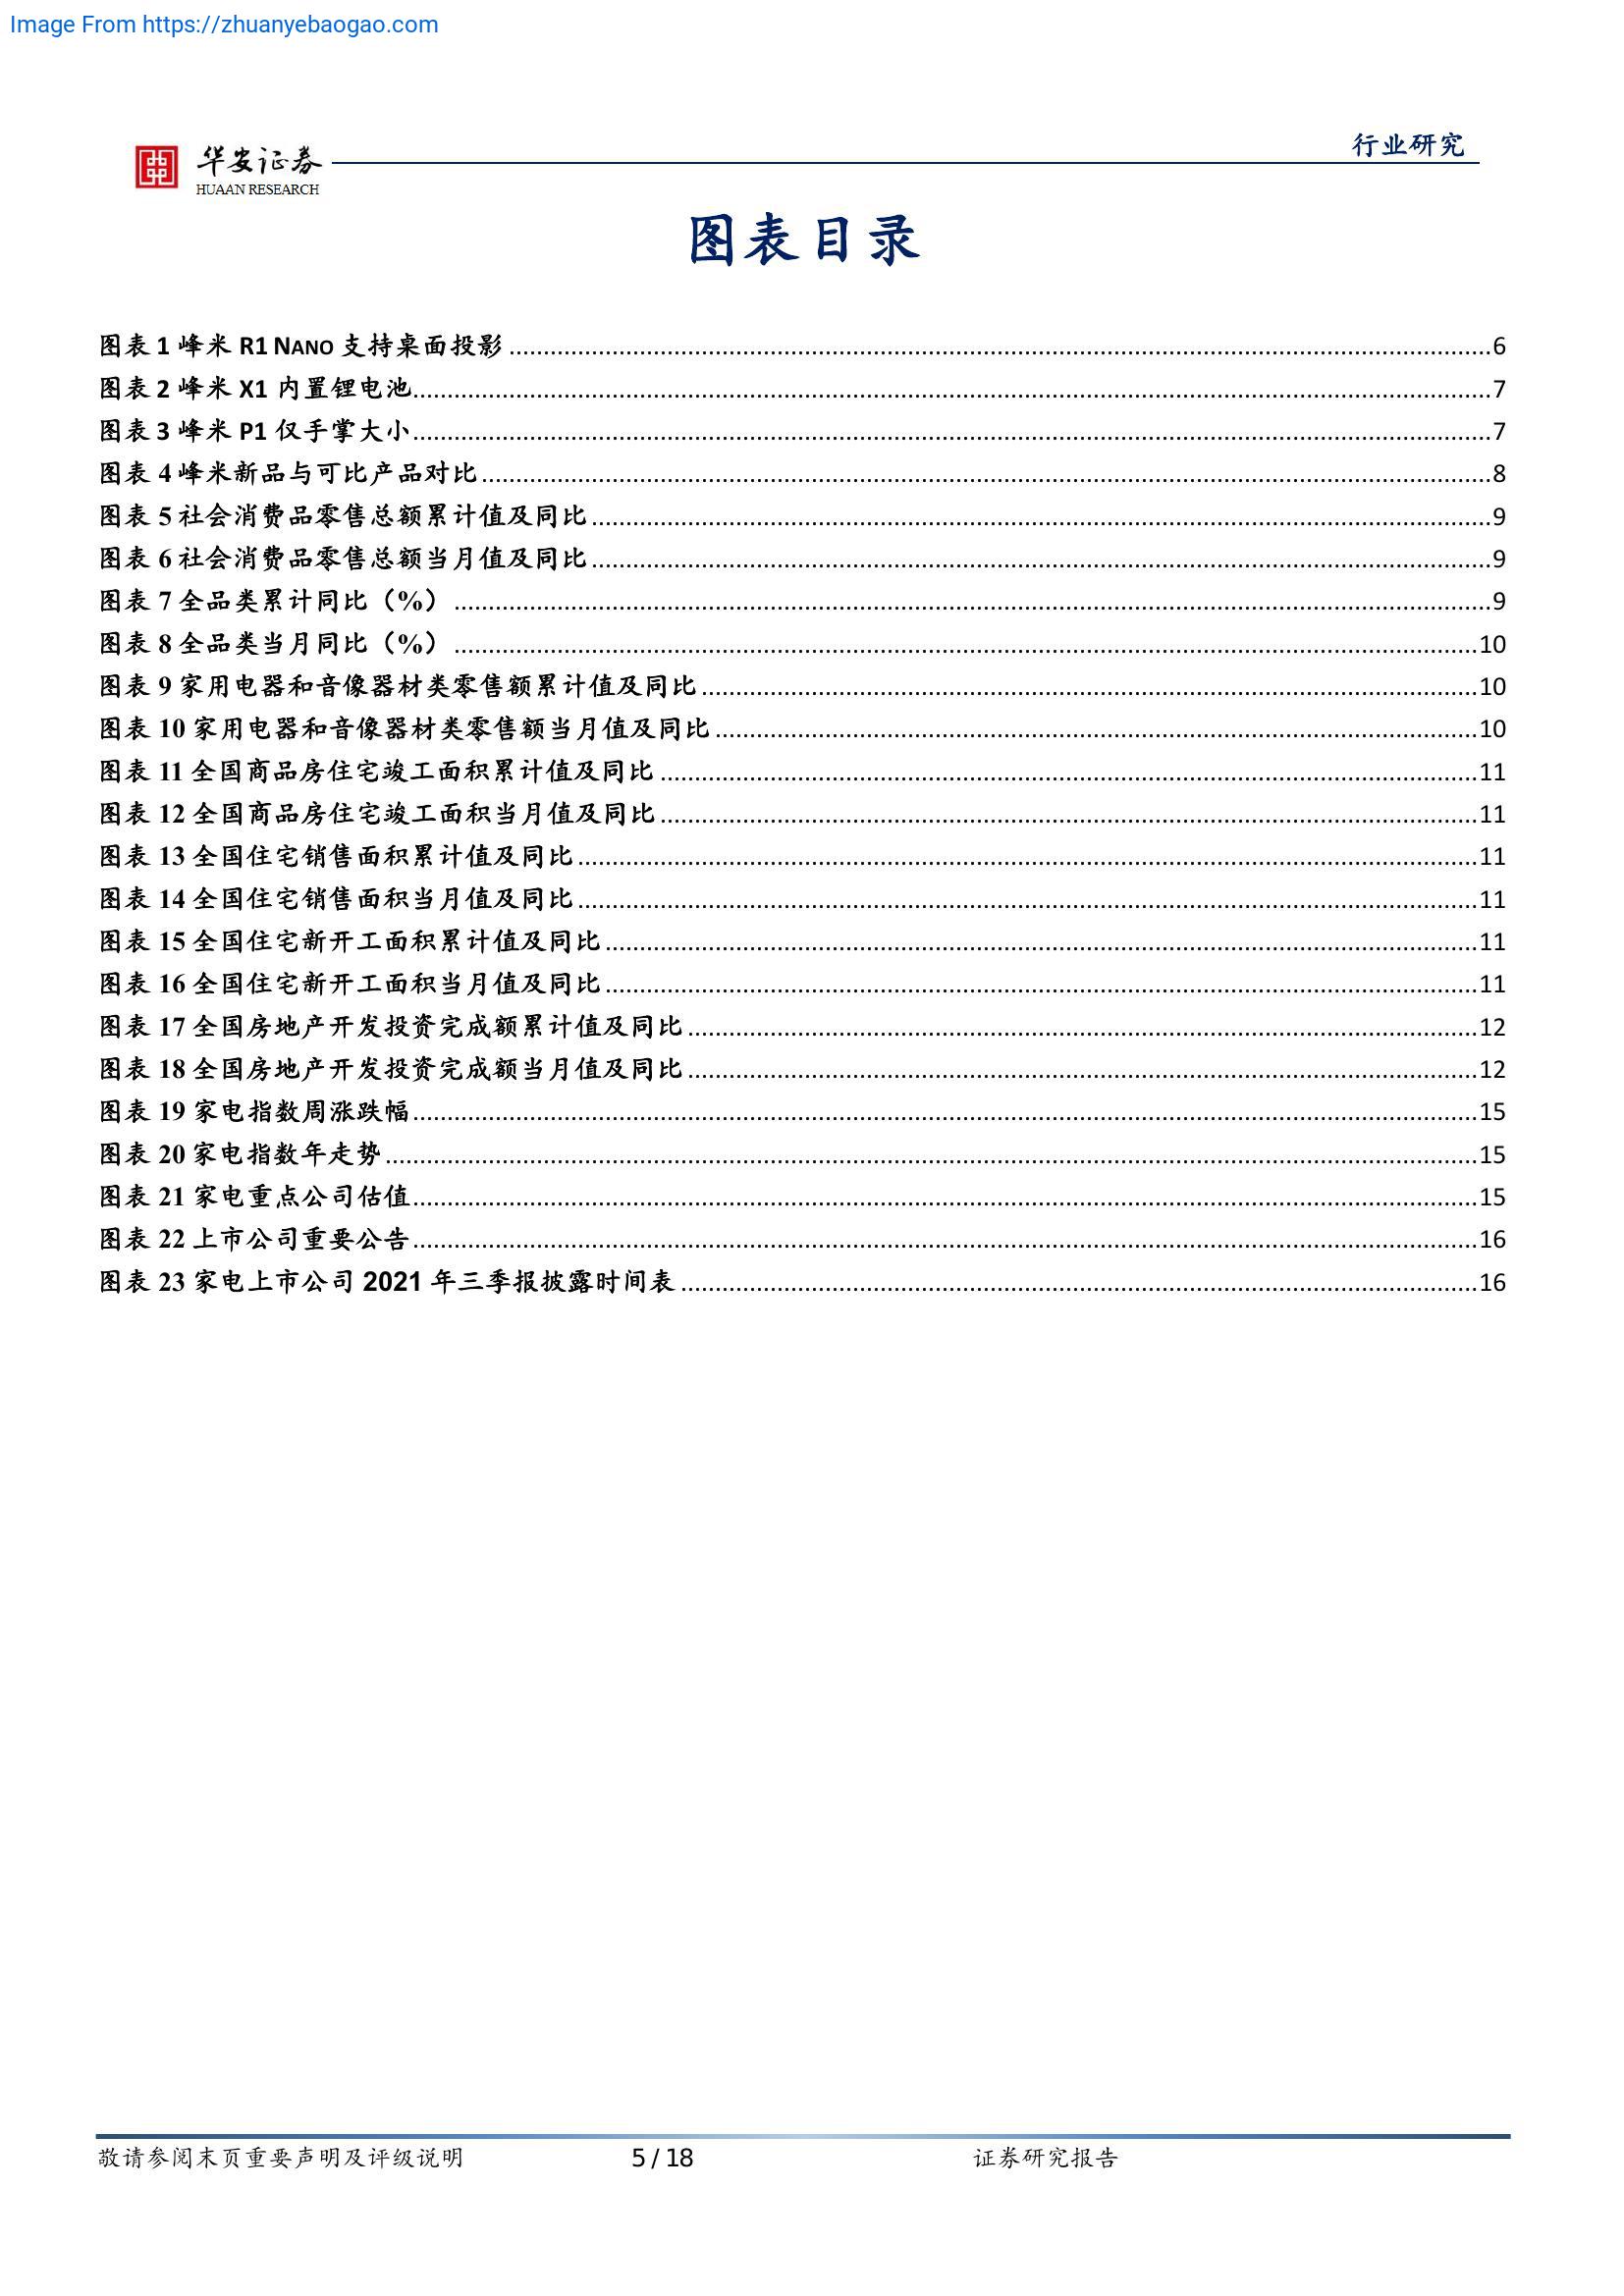 Image From https://zhuanyebaogao.com
华安证券
HUAAN RESEARCH
行业研究
图表目录
图表 1 峰米 R1 NANO 支持桌面投影 6
图表 2 峰米 X1 内置锂电池 7
图表 3 峰米 P1 仅手掌大小 7
图表 4 峰米新品与可比产品对比 8
图表 5 社会消费品零售总额累计值及同比 9
图表 6 社会消费品零售总额当月值及同比 9
图表 7 全品类累计同比（%） 9
图表 8 全品类当月同比（%） 10
图表 9 家用电器和音像器材类零售额累计值及同比 10
图表 10 家用电器和音像器材类零售额当月值及同比 10
图表 11 全国商品房住宅竣工面积累计值及同比 11
图表 12 全国商品房住宅竣工面积当月值及同比 11
图表 13 全国住宅销售面积累计值及同比 11
图表 14 全国住宅销售面积当月值及同比 11
图表 15 全国住宅新开工面积累计值及同比 11
图表 16 全国住宅新开工面积当月值及同比 11
图表 17 全国房地产开发投资完成额累计值及同比 12
图表 18 全国房地产开发投资完成额当月值及同比 12
图表 19 家电指数周涨跌幅 15
图表 20 家电指数年走势 15
图表 21 家电重点公司估值 15
图表 22 上市公司重要公告 16
图表 23 家电上市公司 2021 年三季报披露时间表 16
敬请参阅末页重要声明及评级说明 5 / 18 证券研究报告